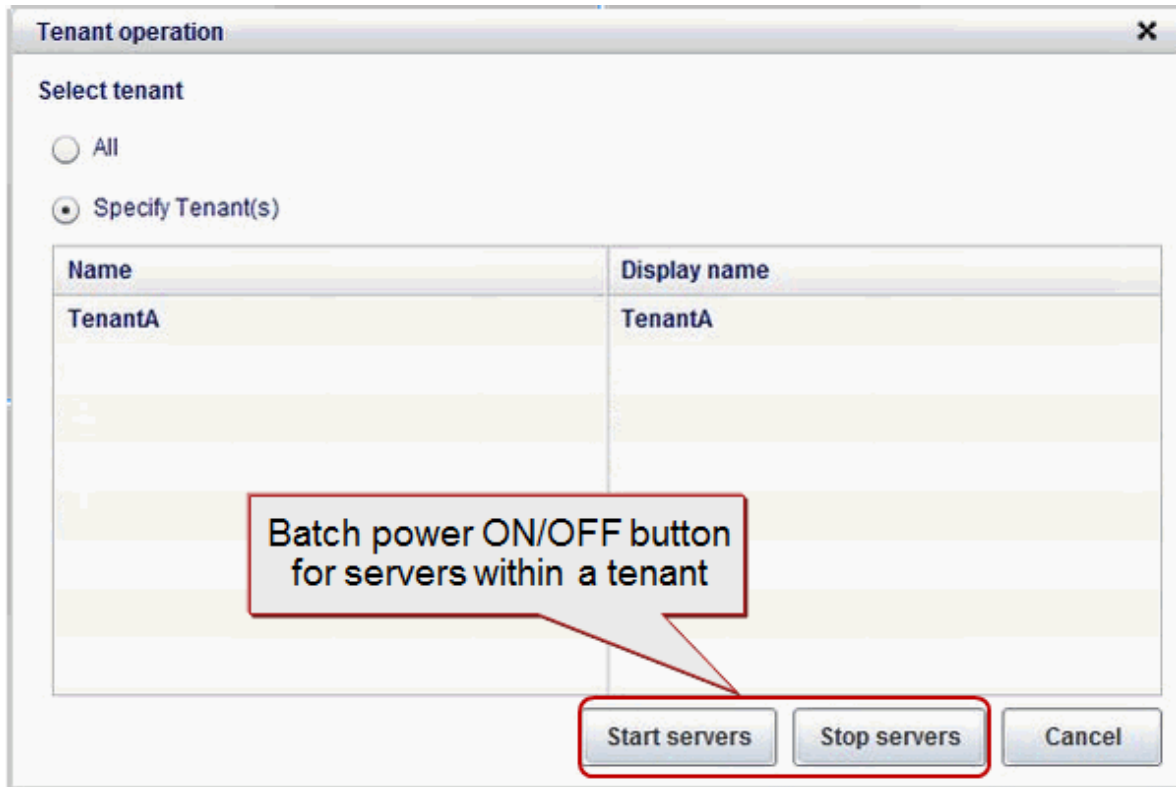 Tenant operation
Select tenant
All
Specify Tenant(s)
Name Display name
TenantA TenantA
Batch power ON/OFF button
for servers within a tenant
Start servers Stop servers Cancel